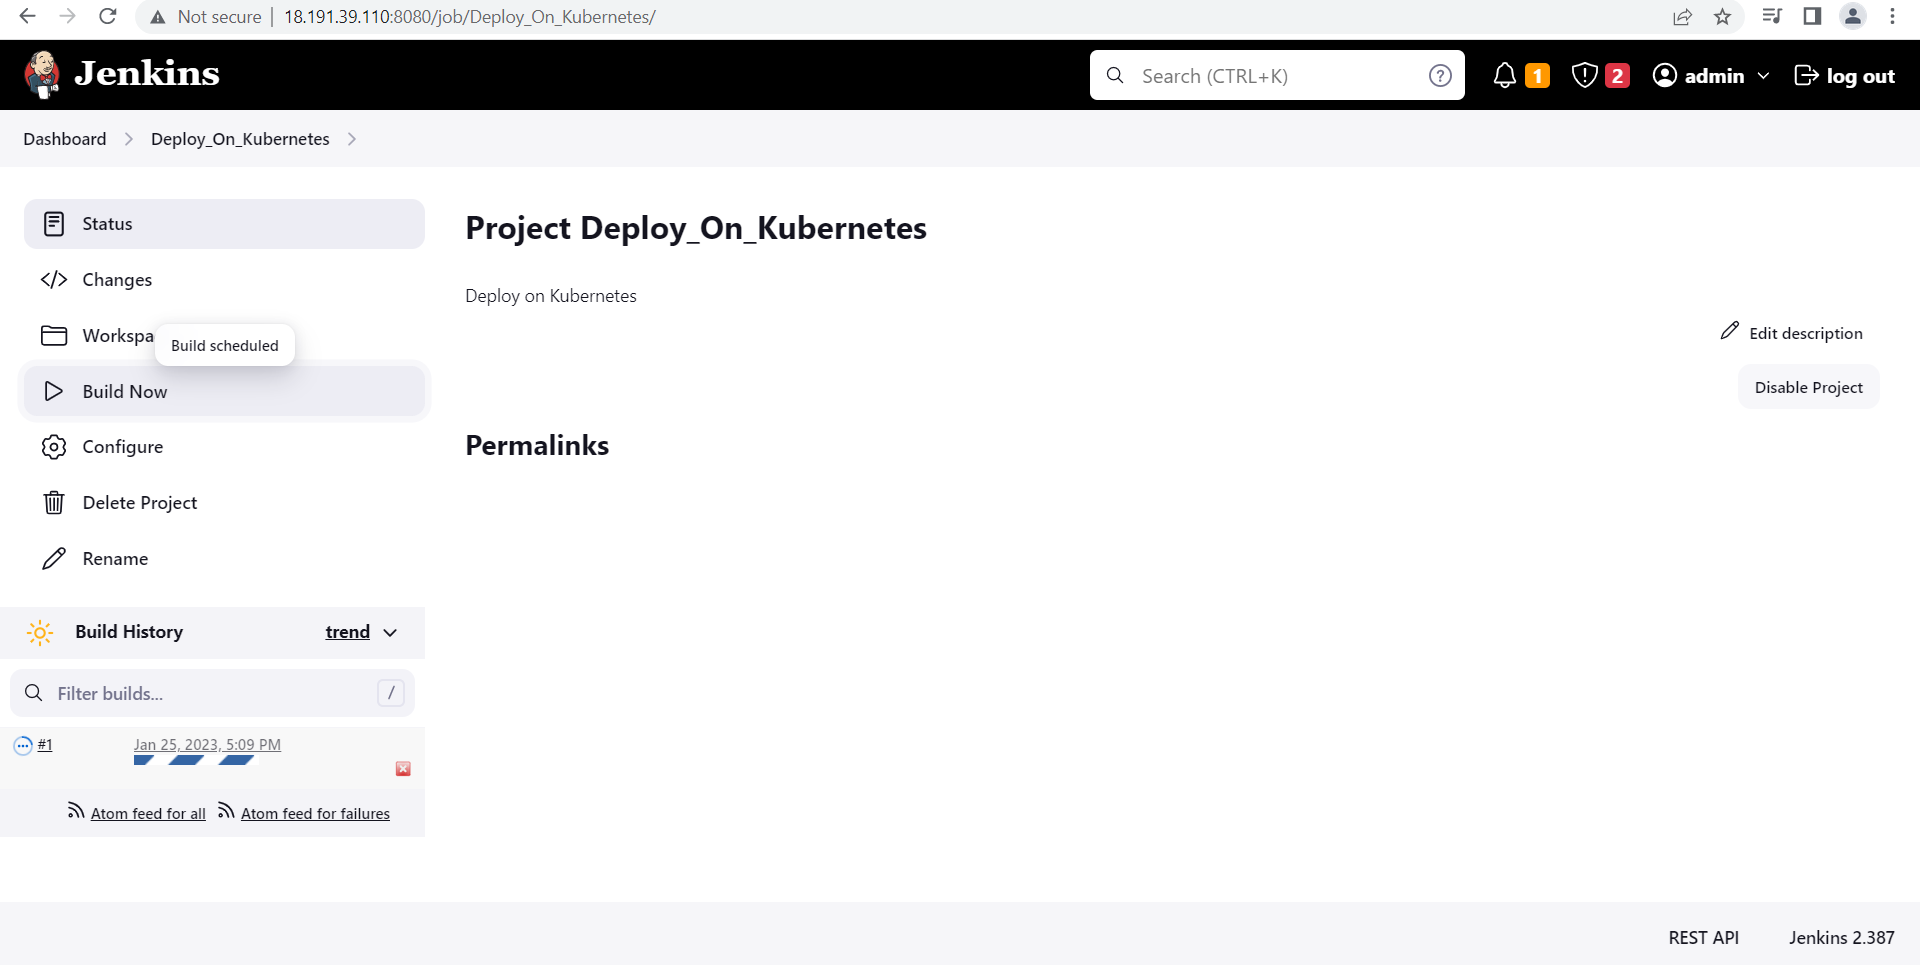 Not secure | 18.191.39.110:8080/job/Deploy_On_Kubernetes/
Jenkins
Search (CTRL+K)
?
1
2
admin
log out
Dashboard
Deploy_On_Kubernetes
Status
Changes
Workspa
Build scheduled
Build Now
Configure
Delete Project
Rename
Project Deploy_On_Kubernetes
Deploy on Kubernetes
Edit description
Disable Project
Permalinks
Build History
trend
Filter builds...
/
#1
Jan 25, 2023, 5:09 PM
Atom feed for all
Atom feed for failures
REST API
Jenkins 2.387